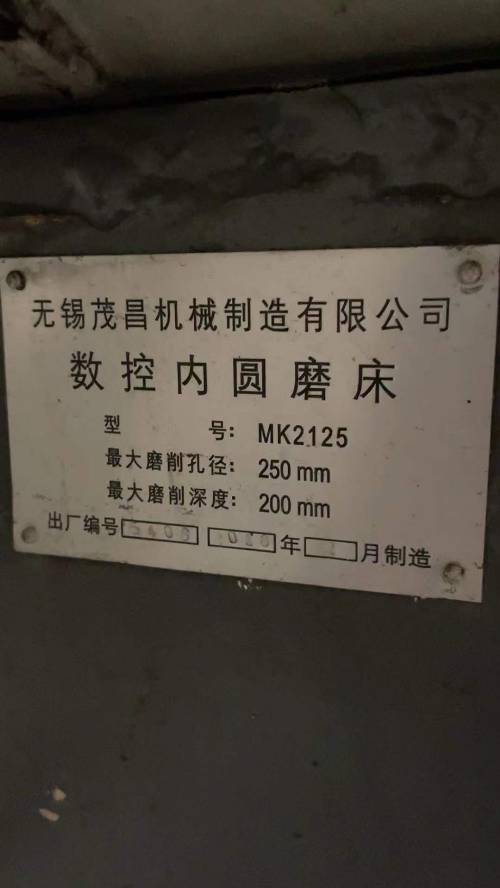 无锡茂昌机械制造有限公司
数控内圆磨床
型号: MK2125
最大磨削孔径: 250 mm
最大磨削深度: 200 mm
出厂编号 年 月制造